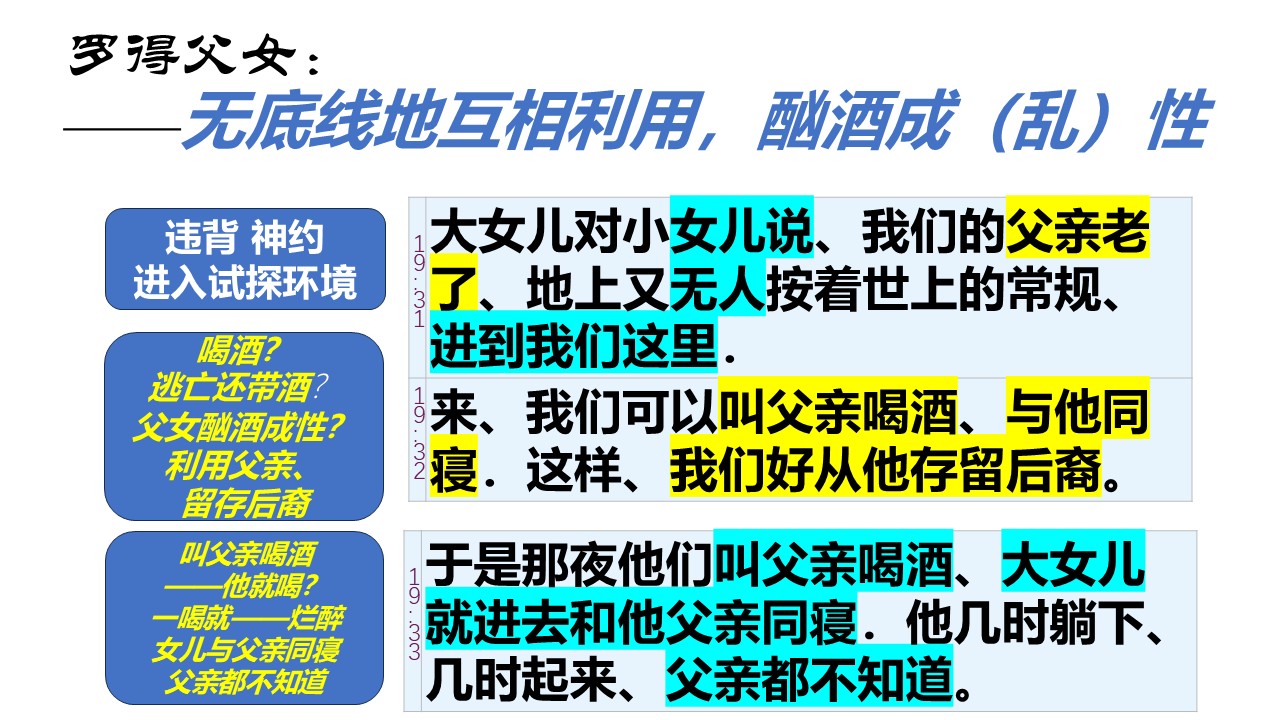 罗得父女：
——无底线地互相利用，酗酒成（乱）性
违背 神约
进入试探环境
喝酒？
逃亡还带酒？
父女酗酒成性？
利用父亲、
留存后裔
叫父亲喝酒
——他就喝？
一喝就——烂醉
女儿与父亲同寝
父亲都不知道
19:31
大女儿对小女儿说、我们的父亲老
了、地上又无人按着世上的常规、
进到我们这里．
19:32
来、我们可以叫父亲喝酒、与他同
寝．这样、我们好从他存留后裔。
19:33
于是那夜他们叫父亲喝酒、大女儿
就进去和他父亲同寝．他几时躺下、
几时起来、父亲都不知道。